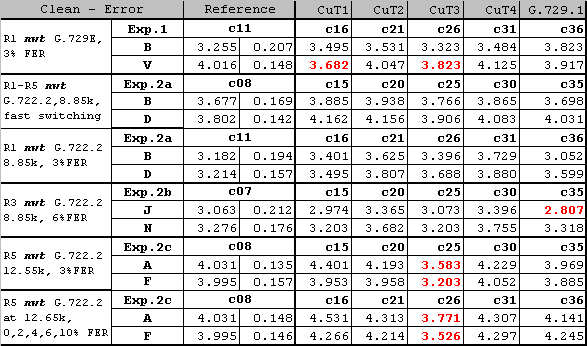 Clean - Error Reference CuT1 CuT2 CuT3 CuT4 G.729.1
R1 nwt G.729E, 3% FER
Exp.1 c11 c16 c21 c26 c31 c36
B 3.255 0.207 3.495 3.531 3.323 3.484 3.823
V 4.016 0.148 3.682 4.047 3.823 4.125 3.917
R1-R5 nwt G.722.2,8.85k, fast switching
Exp.2a c08 c15 c20 c25 c30 c35
B 3.677 0.169 3.885 3.938 3.766 3.865 3.698
D 3.802 0.142 4.162 4.156 3.906 4.083 4.031
R1 nwt G.722.2 8.85k, 3%FER
Exp.2a c11 c16 c21 c26 c31 c36
B 3.182 0.194 3.401 3.625 3.396 3.729 3.052
D 3.214 0.157 3.495 3.807 3.688 3.880 3.599
R3 nwt G.722.2 8.85k, 6%FER
Exp.2b c07 c15 c20 c25 c30 c35
J 3.063 0.212 2.974 3.365 3.073 3.396 2.807
N 3.276 0.176 3.203 3.682 3.203 3.755 3.318
R5 nwt G.722.2 12.55k, 3%FER
Exp.2c c08 c15 c20 c25 c30 c35
A 4.031 0.135 4.401 4.193 3.583 4.229 3.969
F 3.995 0.157 3.953 3.958 3.203 4.052 3.885
R5 nwt G.722.2 at 12.65k, 0,2,4,6,10% FER
Exp.2c c08 c16 c21 c26 c31 c36
A 4.031 0.148 4.531 4.313 3.771 4.307 4.141
F 3.995 0.146 4.266 4.214 3.526 4.297 4.245